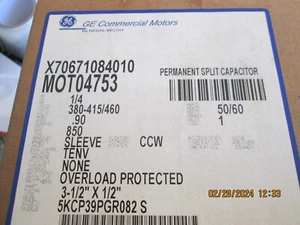 GE Commercial Motors
by REGAL-BELOIT
X70671084010
MOT04753
PERMANENT SPLIT CAPACITOR
1/4
380-415/460
50/60
.90
1
850
SLEEVE
CCW
TENV
NONE
OVERLOAD PROTECTED
3-1/2" X 1/2"
5KCP39PGR082 S
02/28/2024 12:33